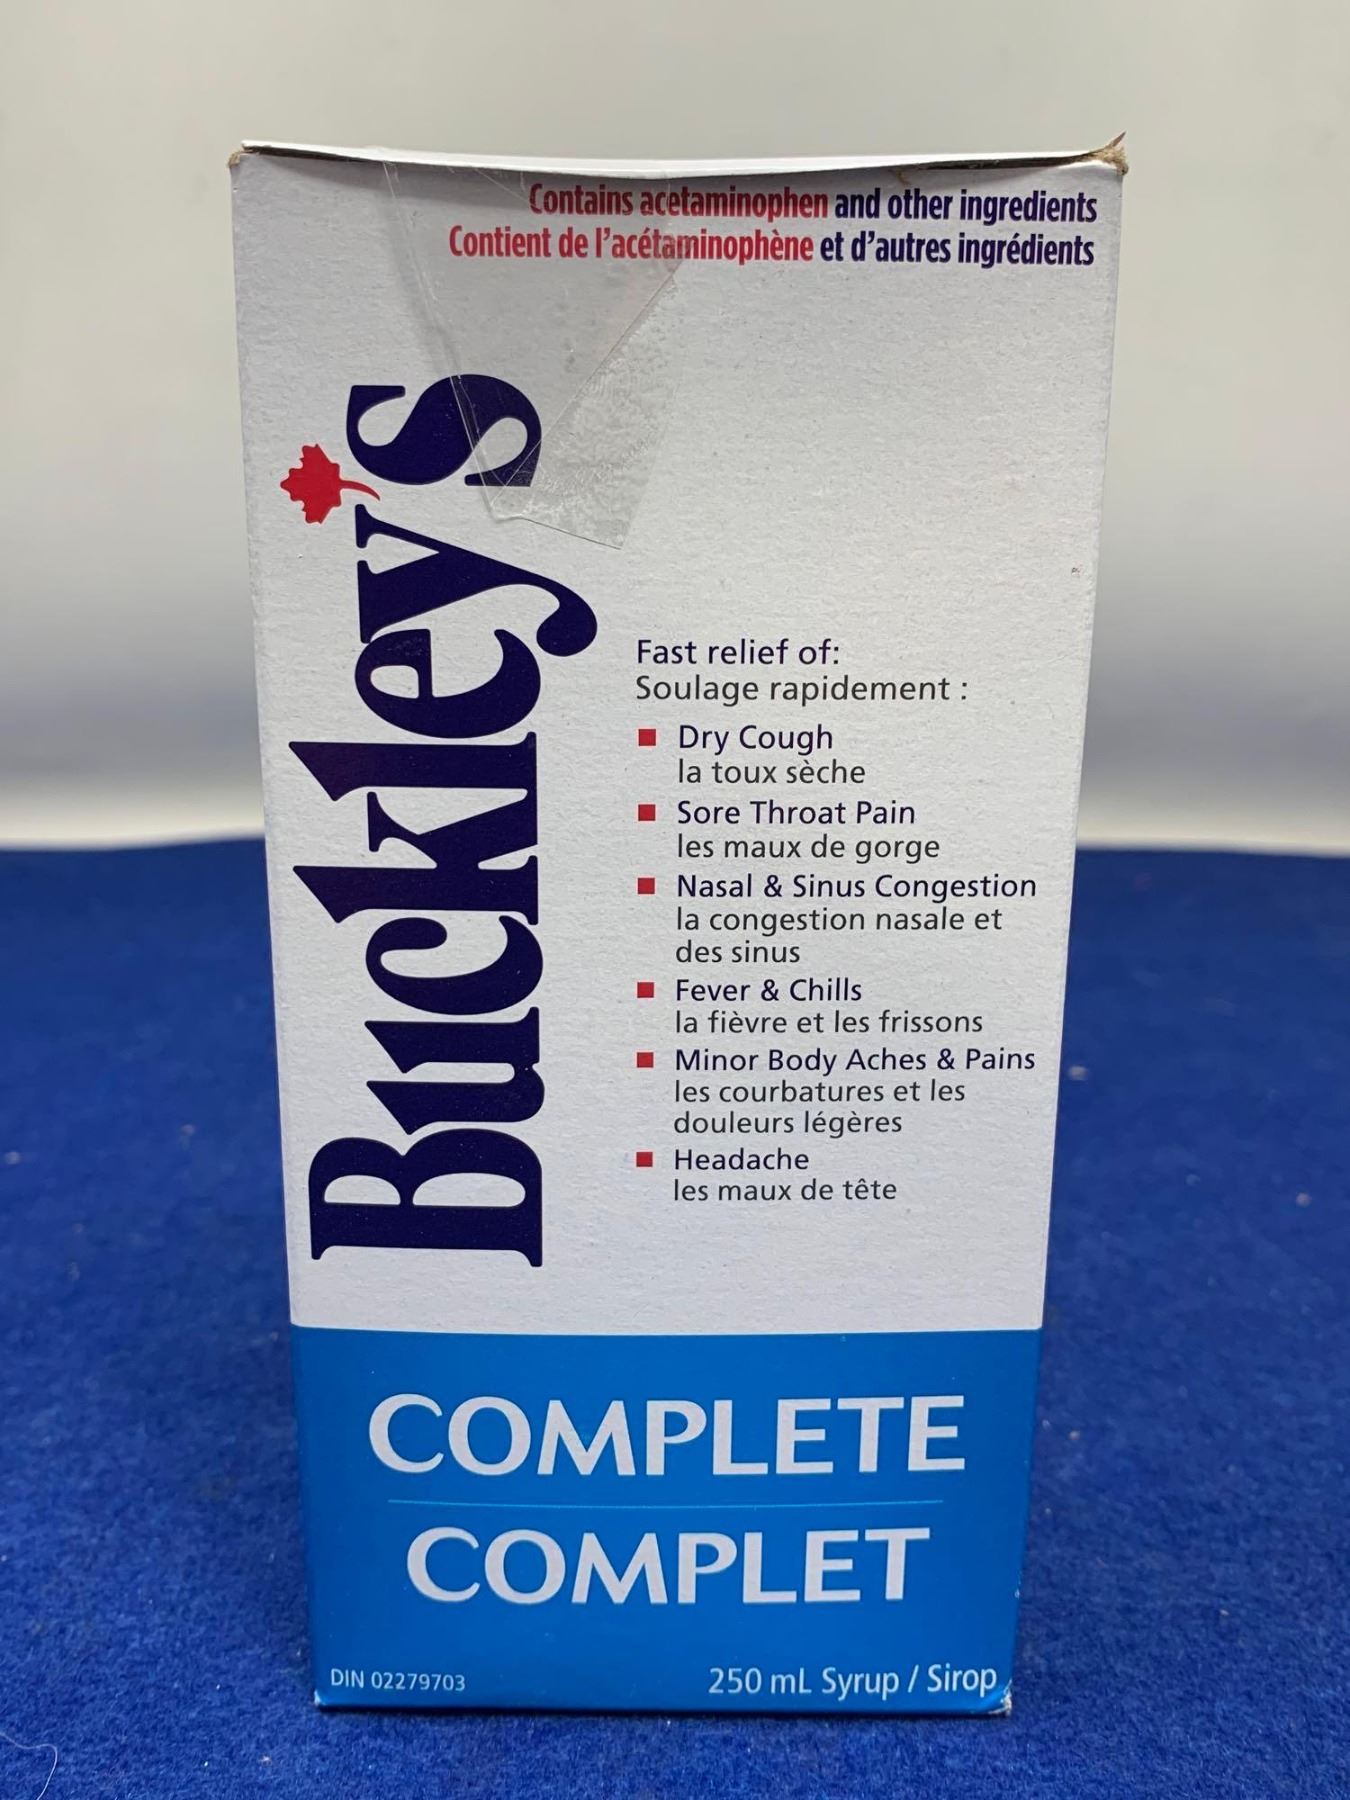 Contains acetaminophen and other ingredients
Contient de l'acétaminophène et d'autres ingrédients
Buckley's
Fast relief of:
Soulage rapidement :
Dry Cough
la toux sèche
Sore Throat Pain
les maux de gorge
Nasal & Sinus Congestion
la congestion nasale et
des sinus
Fever & Chills
la fièvre et les frissons
Minor Body Aches & Pains
les courbatures et les
douleurs légères
Headache
les maux de tête
COMPLETE
COMPLET
DIN 02279703
250 mL Syrup / Sirop